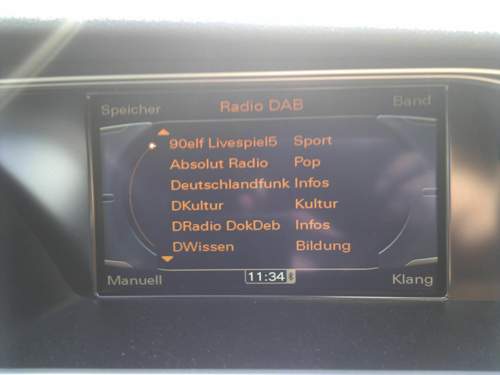 Speicher Radio DAB Band
90elf Livespiel5 Sport
Absolut Radio Pop
Deutschlandfunk Infos
DKultur Kultur
DRadio DokDeb Infos
DWissen Bildung
Manuell 11:34 Klang